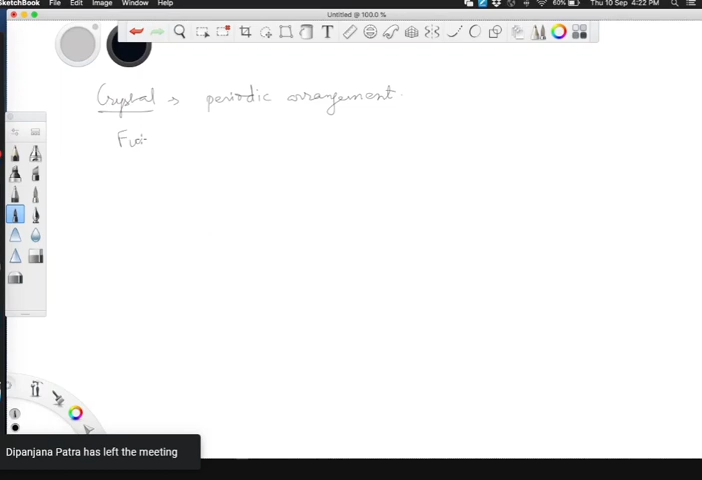 SketchBook File Edit Image Window Help 60% Thu 10 Sep 4:22 PM
Untitled @ 100.0 %
Crystal → periodic arrangement.
Dipanjana Patra has left the meeting